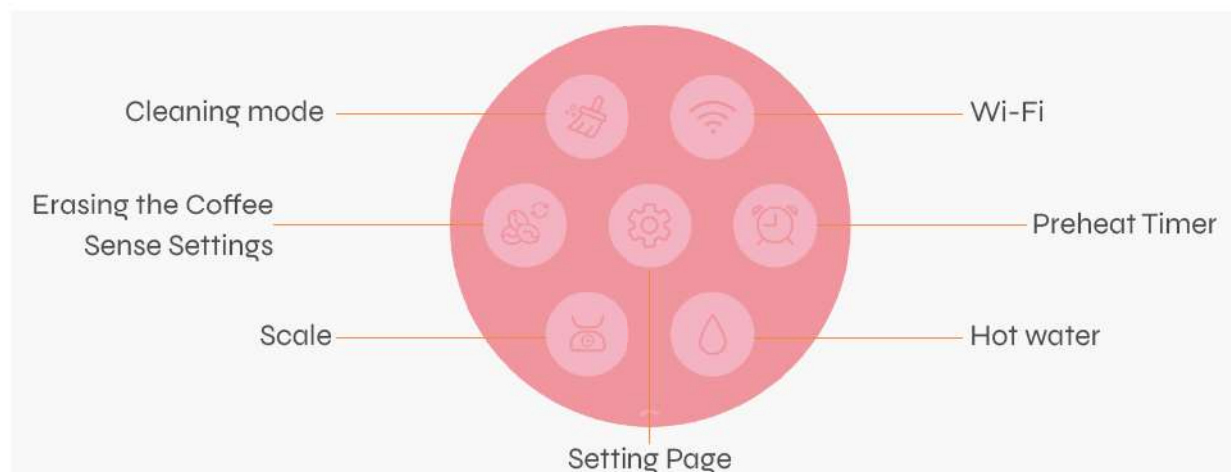 Cleaning mode
Wi-Fi
Erasing the Coffee
Sense Settings
Preheat Timer
Scale
Hot water
Setting Page